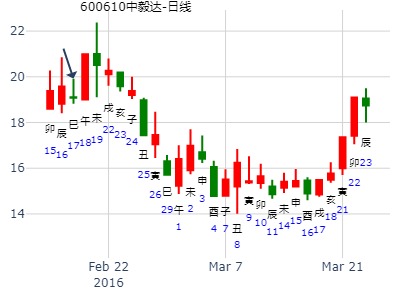 600610中毅达-日线
22
20
18
16
14
卯
15
辰
16
巳
17
午
18
未
19
戌
22
亥
23
子
24
丑
25
寅
26
巳
29
午
1
未
2
申
3
酉
4
子
7
丑
8
寅
9
卯
10
辰
11
未
14
申
15
酉
16
戌
17
亥
18
寅
21
卯
22
辰
23
Feb 22
2016
Mar 7
Mar 21